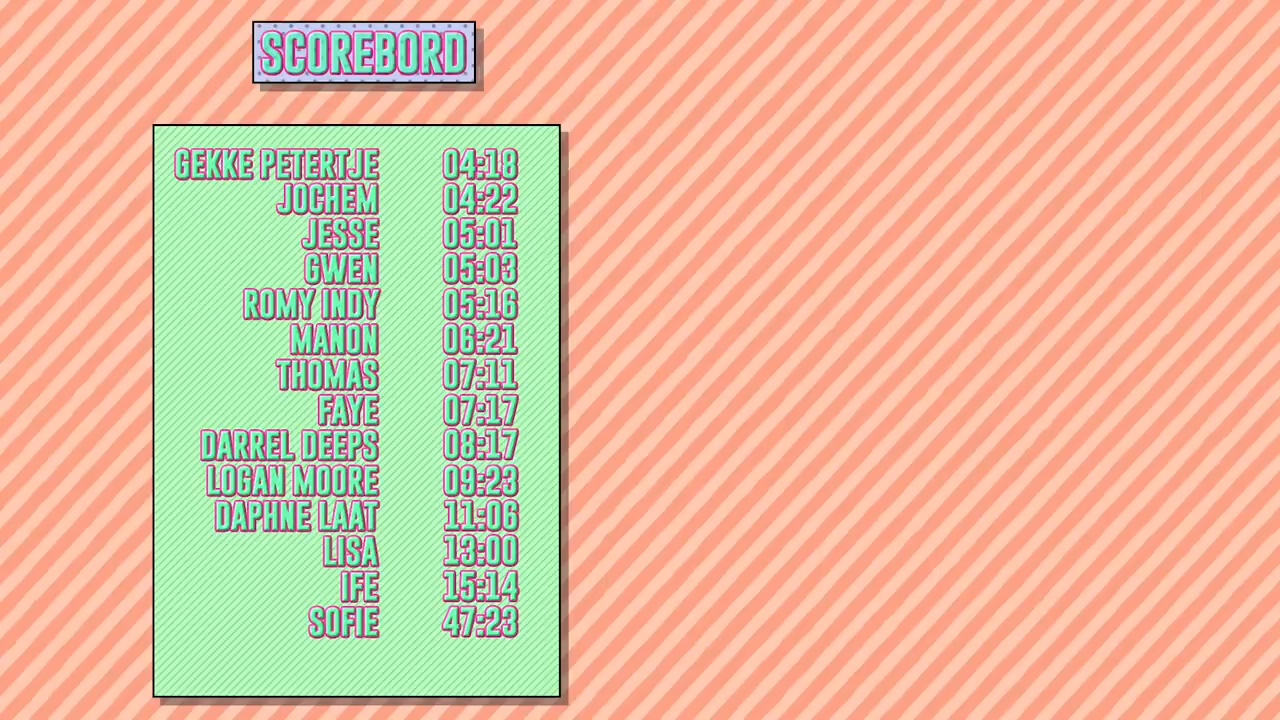 SCOREBORD
GEKKE PETERTJE 04:18
JOCHEM 04:22
JESSE 05:01
GWEN 05:03
ROMY INDY 05:16
MANON 06:21
THOMAS 07:11
FAYE 07:17
DARREL DEEPS 08:17
LOGAN MOORE 09:23
DAPHNE LAAT 11:06
LISA 13:00
IFE 15:14
SOFIE 47:23